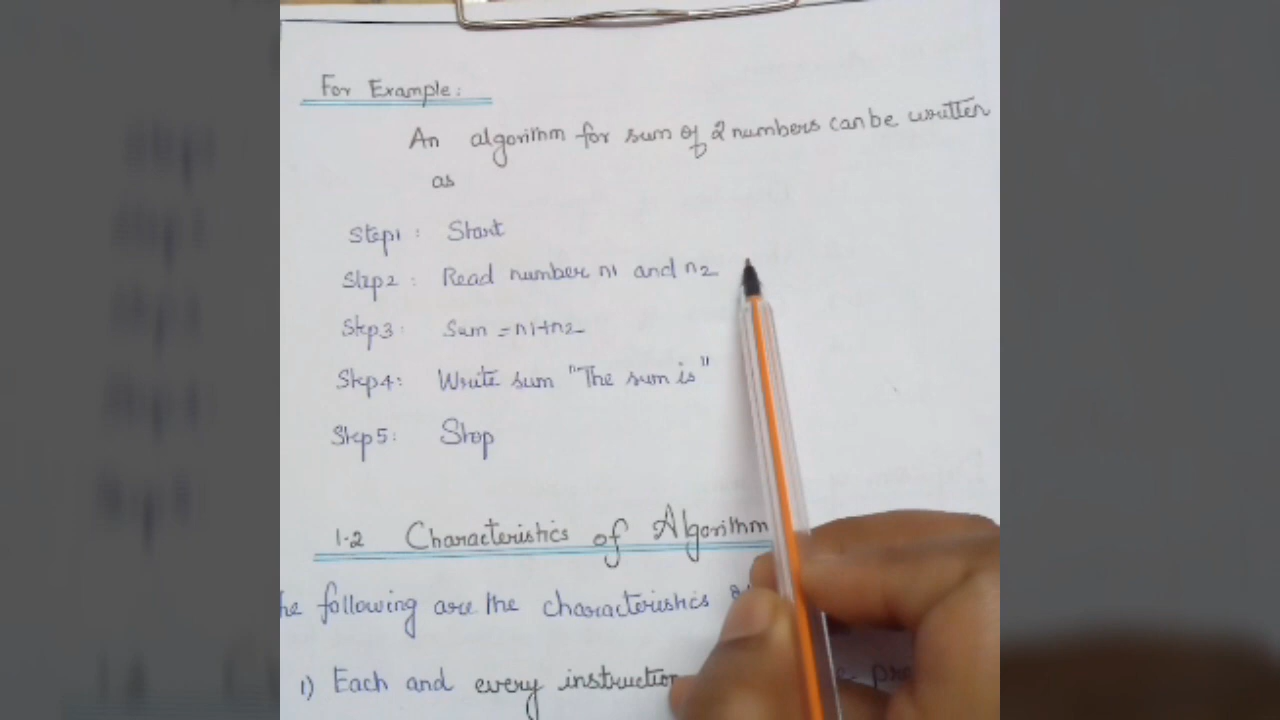 For Example:
An algorithm for sum of 2 numbers can be written
as
Step1: Start
Step2: Read number n1 and n2
Step3: Sum = n1+n2
Step4: Write sum "The sum is"
Step5: Stop
1.2 Characteristics of Algorithm
following are the characteristics
1) Each and every instruction